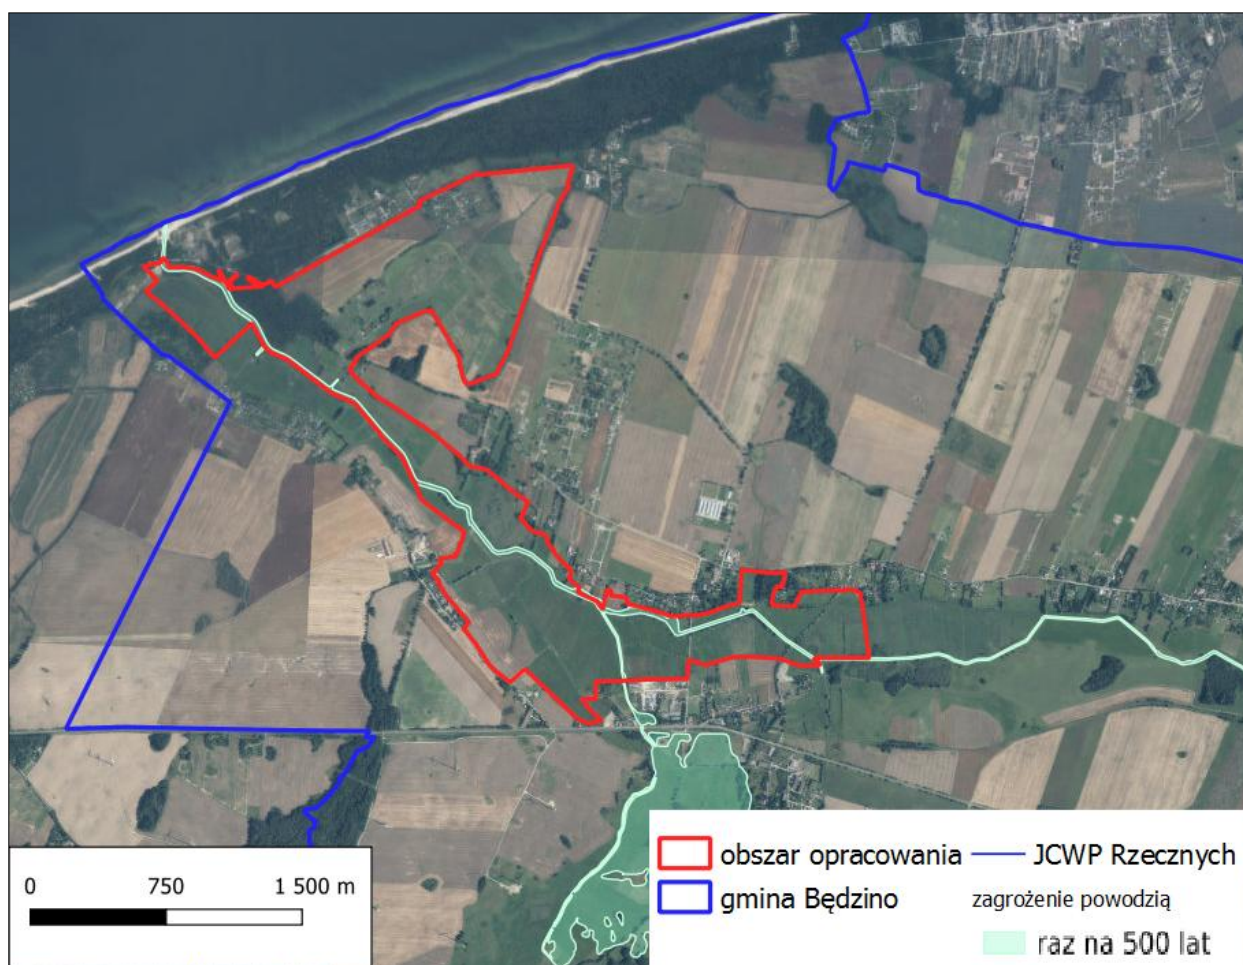 0 750 1 500 m
obszar opracowania JCWP Rzecznych
gmina Będzino zagrożenie powodzią
raz na 500 lat